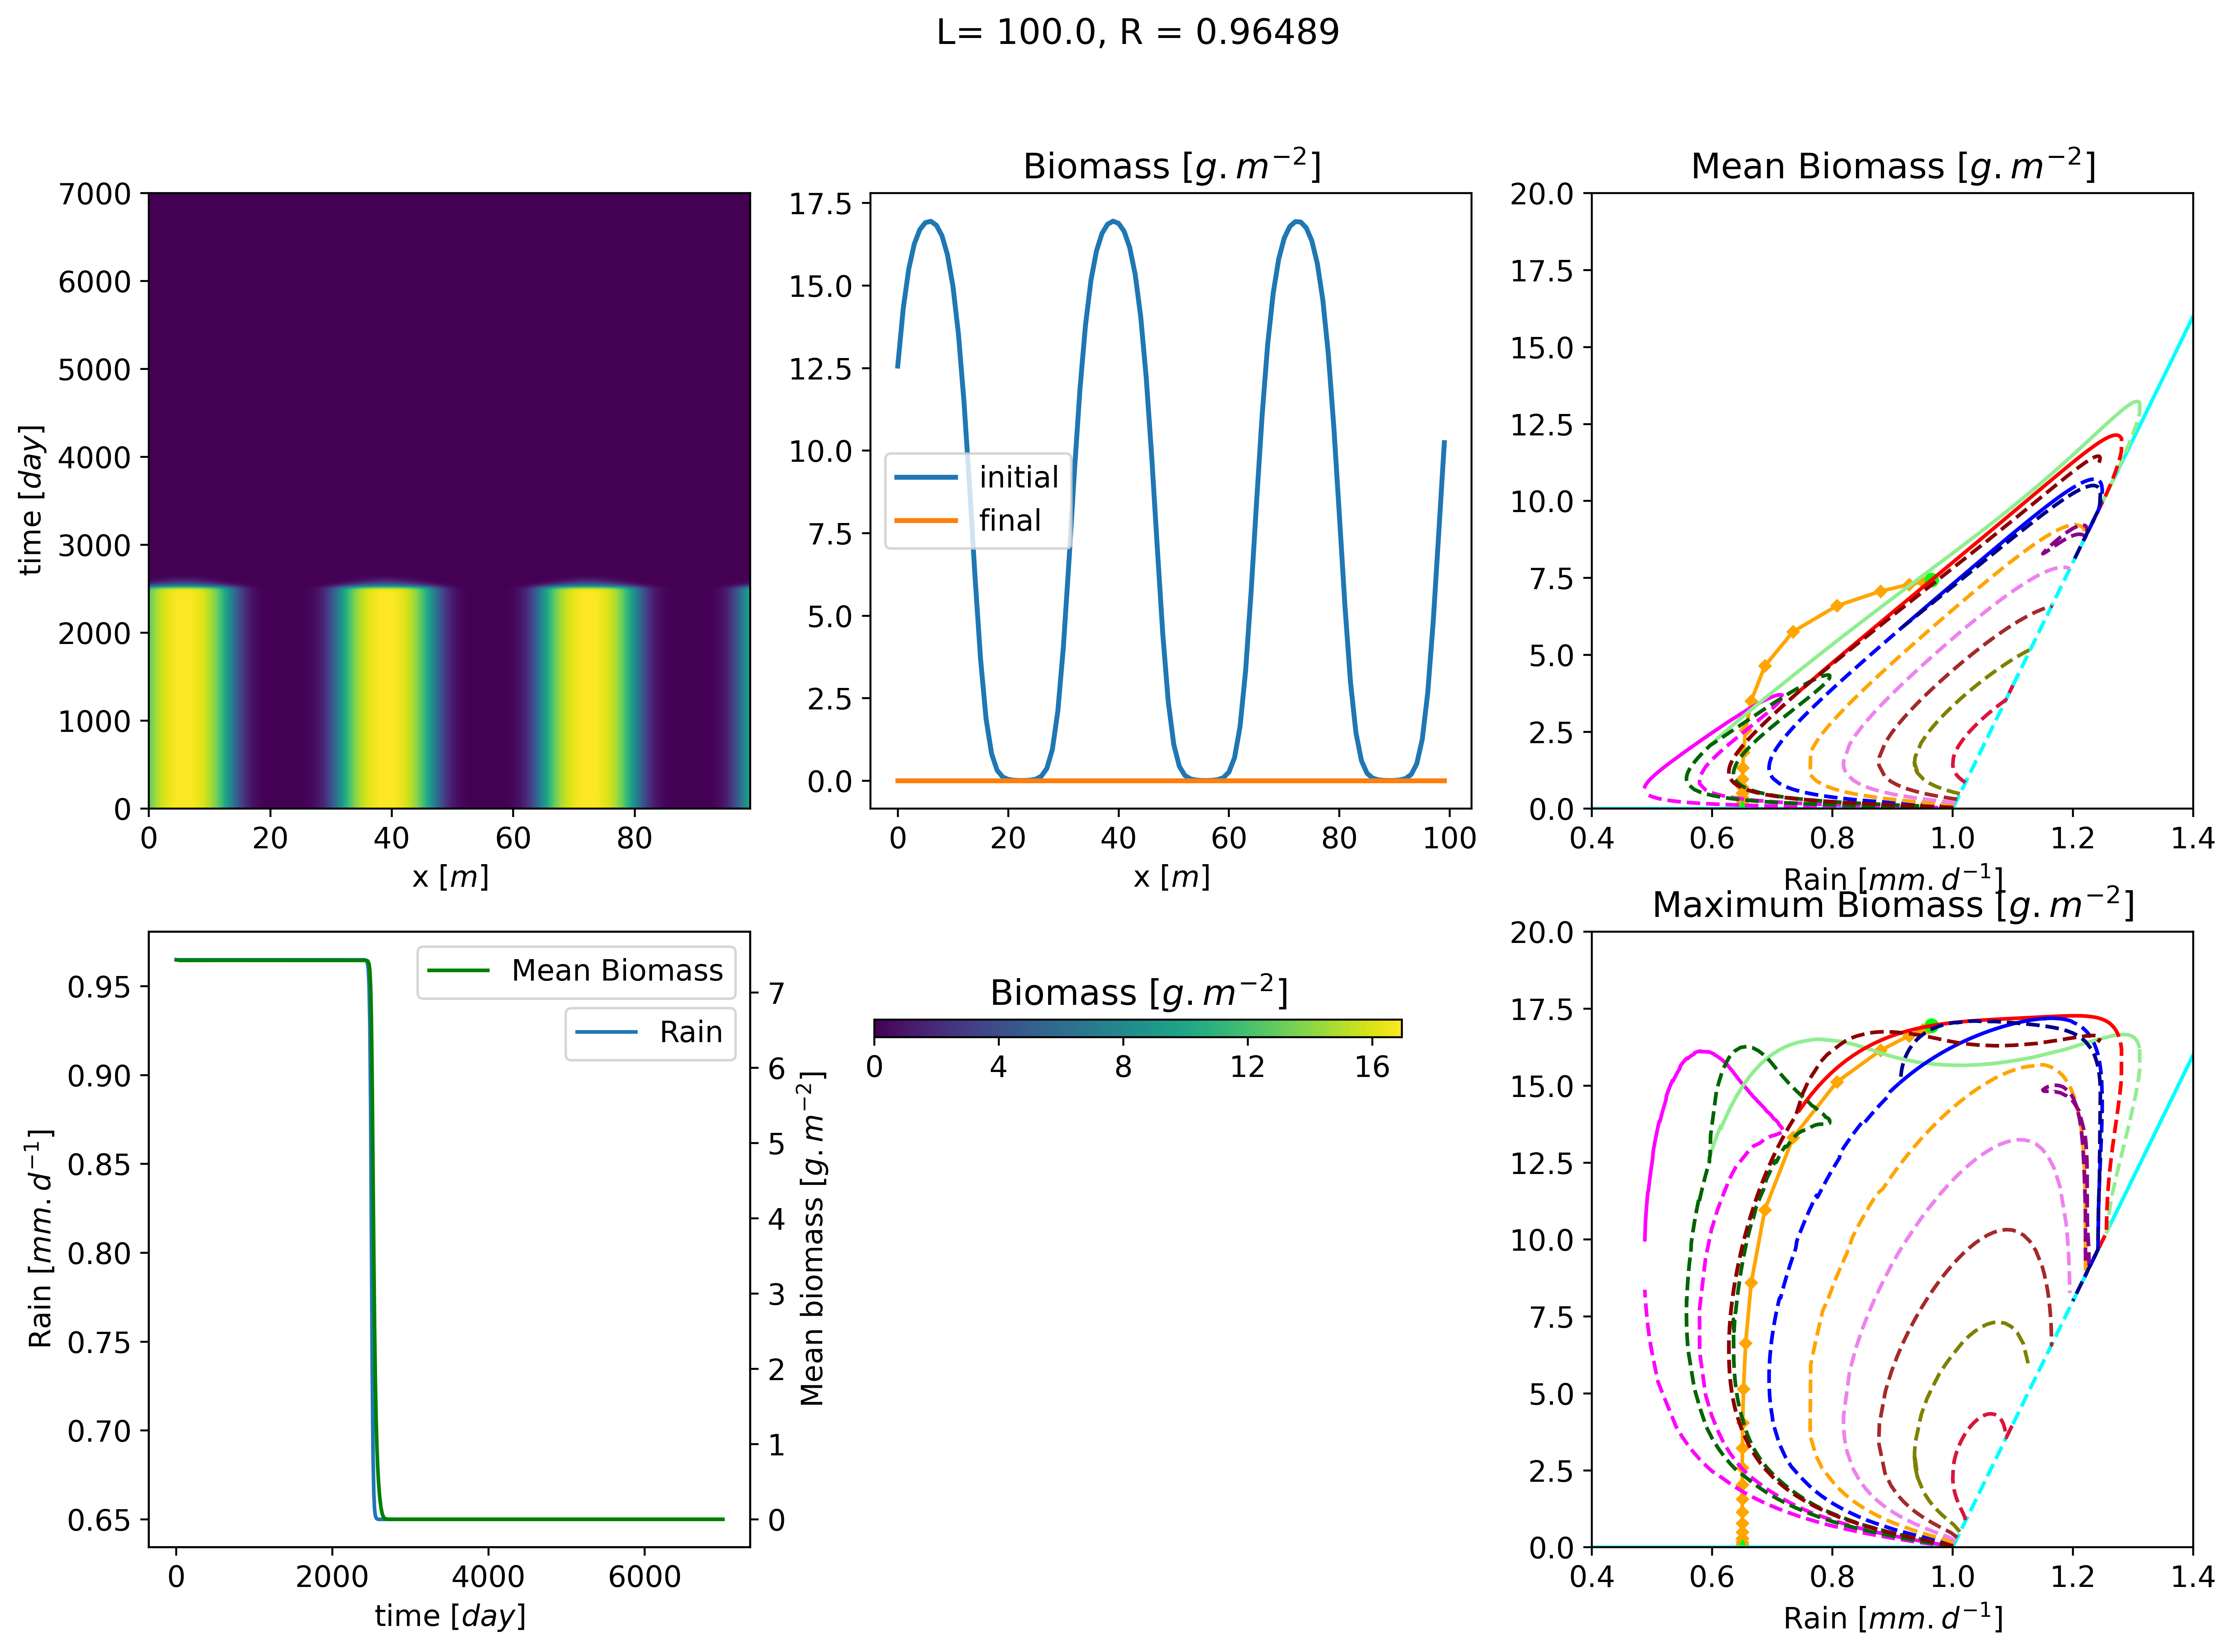 L= 100.0, R = 0.96489
Biomass [g.m⁻²]
Mean Biomass [g.m⁻²]
7000
6000
5000
4000
3000
2000
1000
0
time [day]
0 20 40 60 80
x [m]
17.5
15.0
12.5
10.0
7.5
5.0
2.5
0.0
initial
final
0 20 40 60 80 100
x [m]
20.0
17.5
15.0
12.5
10.0
7.5
5.0
2.5
0.0
0.4 0.6 0.8 1.0 1.2 1.4
Rain [mm.d⁻¹]
0.95
0.90
0.85
0.80
0.75
0.70
0.65
Rain [mm.d⁻¹]
Mean Biomass
Rain
7
6
5
4
3
2
1
0
Mean biomass [g.m⁻²]
0 2000 4000 6000
time [day]
Biomass [g.m⁻²]
0 4 8 12 16
Maximum Biomass [g.m⁻²]
20.0
17.5
15.0
12.5
10.0
7.5
5.0
2.5
0.0
0.4 0.6 0.8 1.0 1.2 1.4
Rain [mm.d⁻¹]